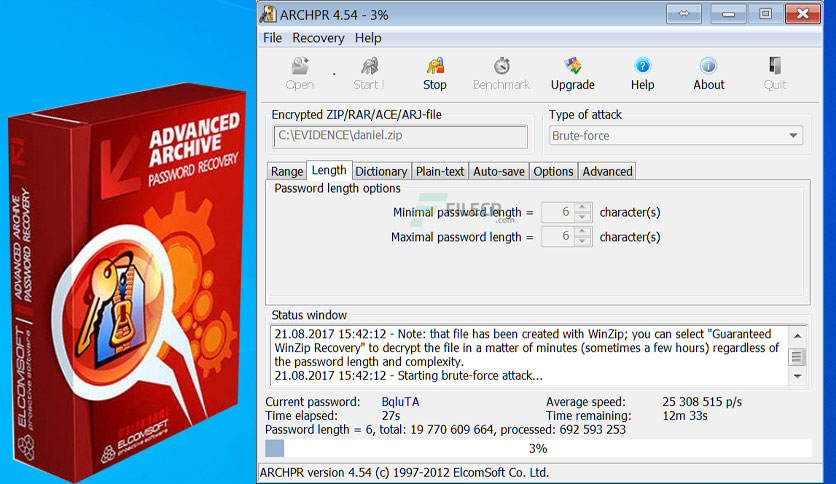 ADVANCED
ARCHIVE
PASSWORD RECOVERY
ADVANCED ARCHIVE
PASSWORD RECOVERY
ELCOMSOFT
proactive software
ELCOMSOFT
proactive software
ARCHPR 4.54 - 3%
File Recovery Help
Open Start ! Stop Benchmark Upgrade Help About Quit
Encrypted ZIP/RAR/ACE/ARJ-file
C:\EVIDENCE\daniel.zip
Type of attack
Brute-force
Range Length Dictionary Plain-text Auto-save Options Advanced
Password length options
FILECR
.com
Minimal password length = 6 character(s)
Maximal password length = 6 character(s)
Status window
21.08.2017 15:42:12 - Note: that file has been created with WinZip; you can select "Guaranteed
WinZip Recovery" to decrypt the file in a matter of minutes (sometimes a few hours) regardless of
the password length and complexity.
21.08.2017 15:42:12 - Starting brute-force attack...
Current password: BqluTA Average speed: 25 308 515 p/s
Time elapsed: 27s Time remaining: 12m 33s
Password length = 6, total: 19 770 609 664, processed: 692 593 253
3%
ARCHPR version 4.54 (c) 1997-2012 ElcomSoft Co. Ltd.